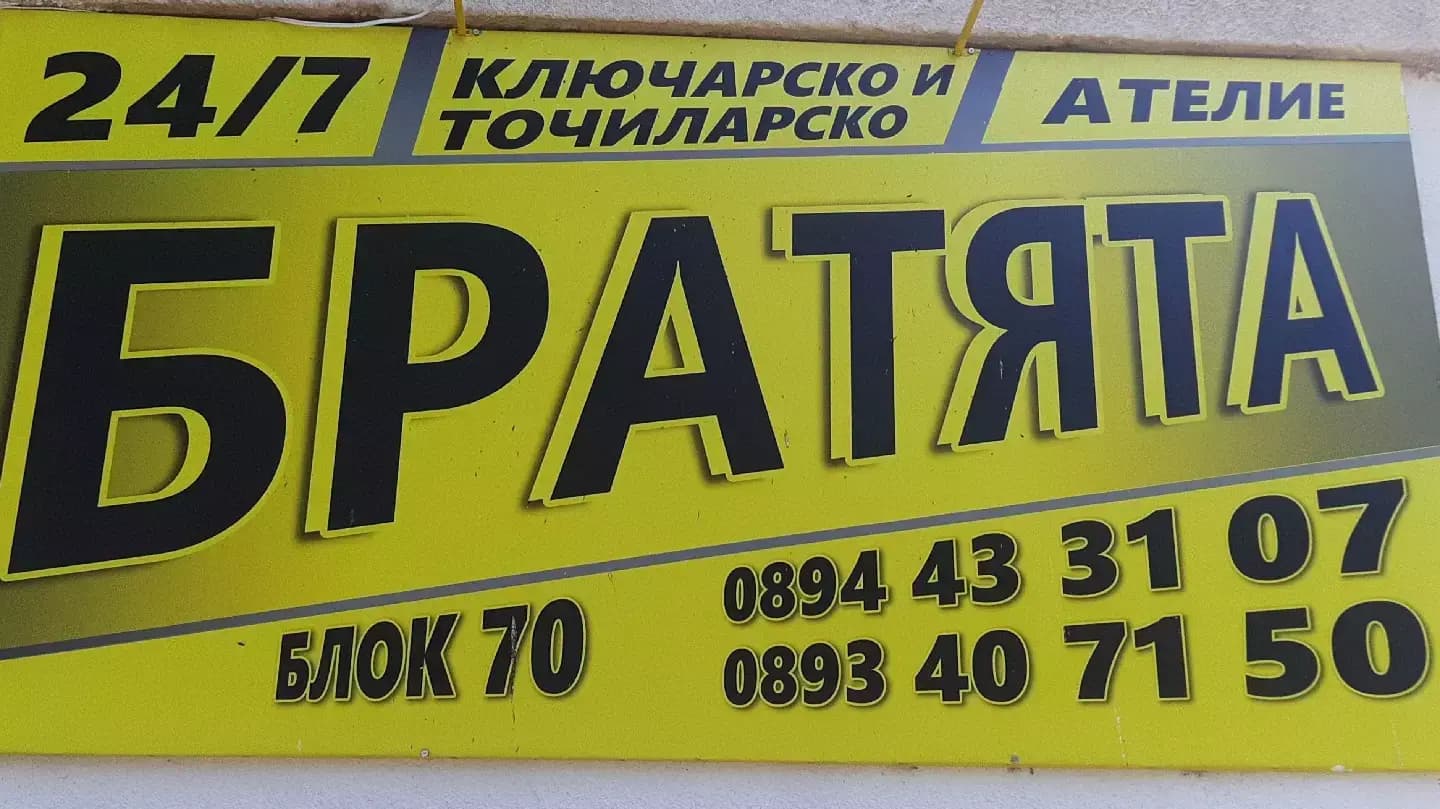 24/7 КЛЮЧАРСКО И ТОЧИЛАРСКО АТЕЛИЕ
БРАТЯТА
БЛОК 70
0894 43 31 07
0893 40 71 50